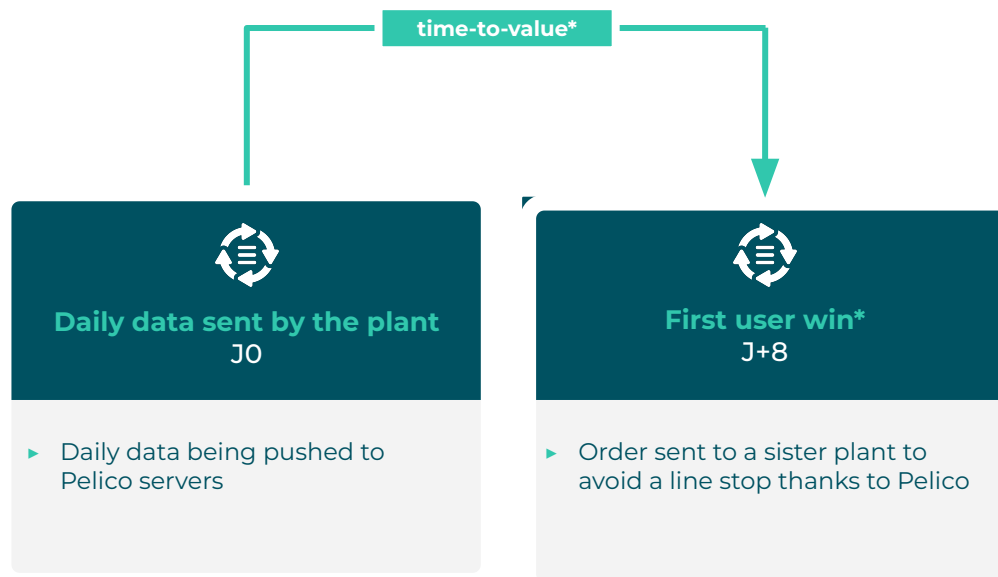 time-to-value*
Daily data sent by the plant
J0
Daily data being pushed to
Pelico servers
First user win*
J+8
Order sent to a sister plant to
avoid a line stop thanks to Pelico